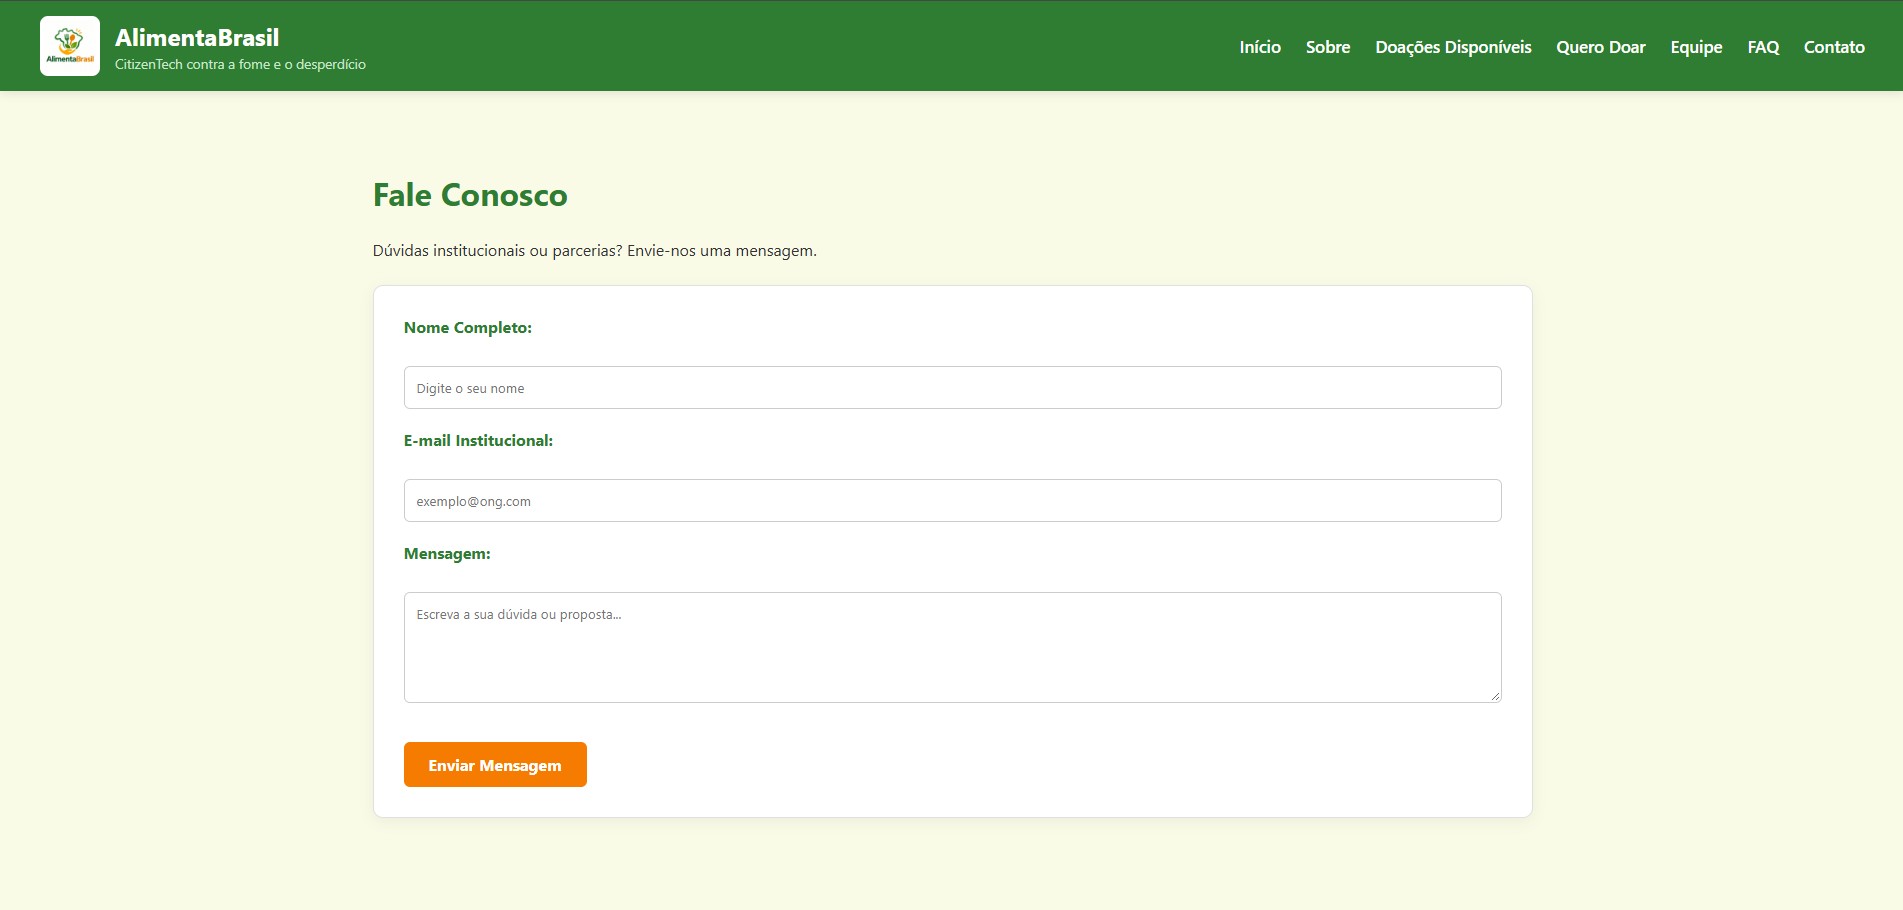 AlimentaBrasil
AlimentaBrasil
CitizenTech contra a fome e o desperdício
Início Sobre Doações Disponíveis Quero Doar Equipe FAQ Contato
Fale Conosco
Dúvidas institucionais ou parcerias? Envie-nos uma mensagem.
Nome Completo:
Digite o seu nome
E-mail Institucional:
exemplo@ong.com
Mensagem:
Escreva a sua dúvida ou proposta...
Enviar Mensagem